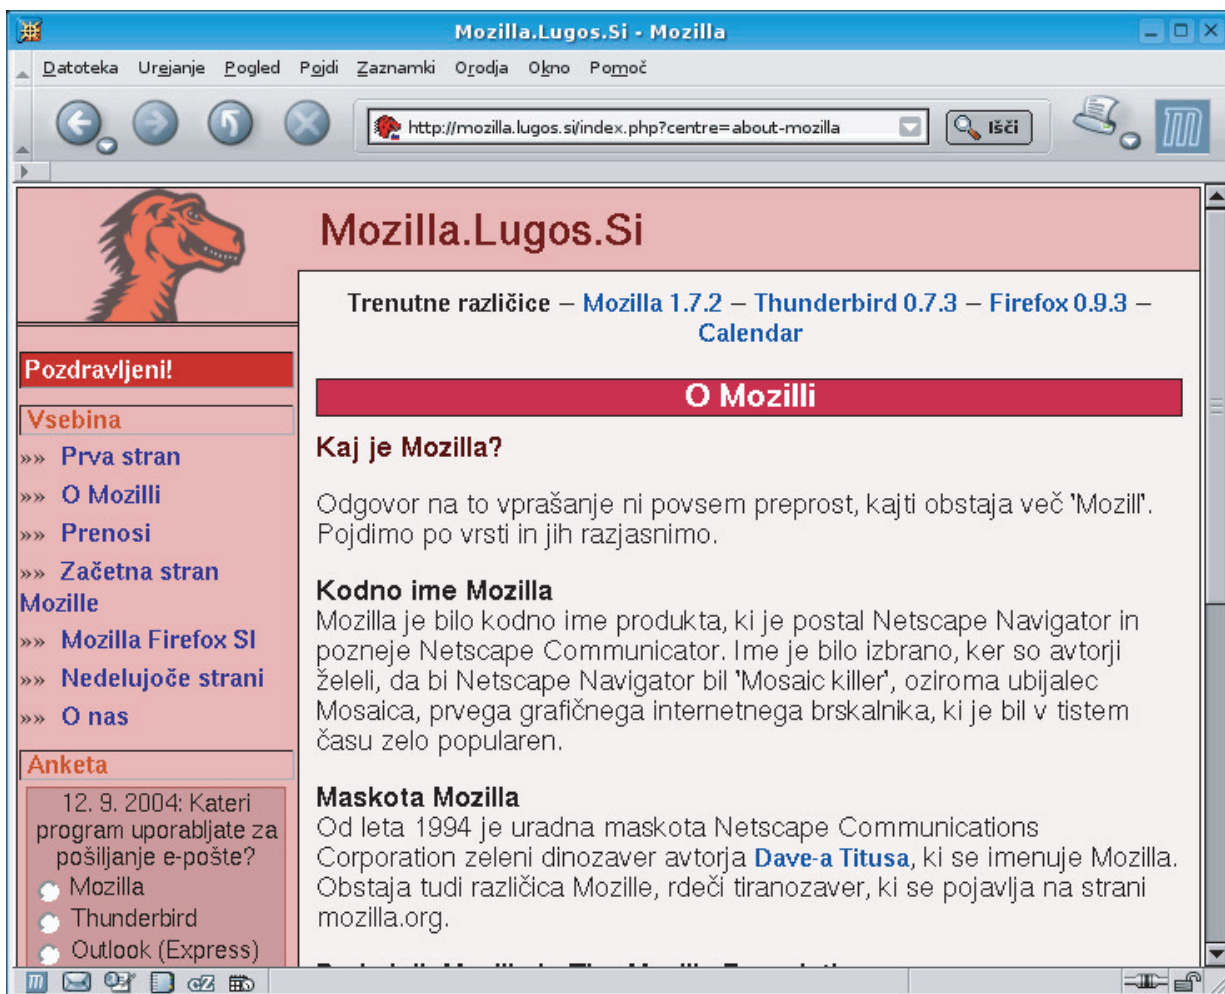 Mozilla.Lugos.Si - Mozilla
Datoteka Urejanje Pogled Pojdi Zaznamki Orodja Okno Pomoč
http://mozilla.lugos.si/index.php?centre=about-mozilla Išči
Mozilla.Lugos.Si
Pozdravljeni!
Vsebina
»» Prva stran
»» O Mozilli
»» Prenosi
»» Začetna stran
Mozille
»» Mozilla Firefox SI
»» Nedelujoče strani
»» O nas
Anketa
12. 9. 2004: Kateri
program uporabljate za
pošiljanje e-pošte?
Mozilla
Thunderbird
Outlook (Express)
Trenutne različice – Mozilla 1.7.2 – Thunderbird 0.7.3 – Firefox 0.9.3 –
Calendar
O Mozilli
Kaj je Mozilla?
Odgovor na to vprašanje ni povsem preprost, kajti obstaja več 'Mozill'.
Pojdimo po vrsti in jih razjasnimo.
Kodno ime Mozilla
Mozilla je bilo kodno ime produkta, ki je postal Netscape Navigator in
pozneje Netscape Communicator. Ime je bilo izbrano, ker so avtorji
želeli, da bi Netscape Navigator bil 'Mosaic killer', oziroma ubijalec
Mosaica, prvega grafičnega internetnega brskalnika, ki je bil v tistem
času zelo popularen.
Maskota Mozilla
Od leta 1994 je uradna maskota Netscape Communications
Corporation zeleni dinozaver avtorja Dave-a Titusa, ki se imenuje Mozilla.
Obstaja tudi različica Mozille, rdeči tiranozaver, ki se pojavlja na strani
mozilla.org.